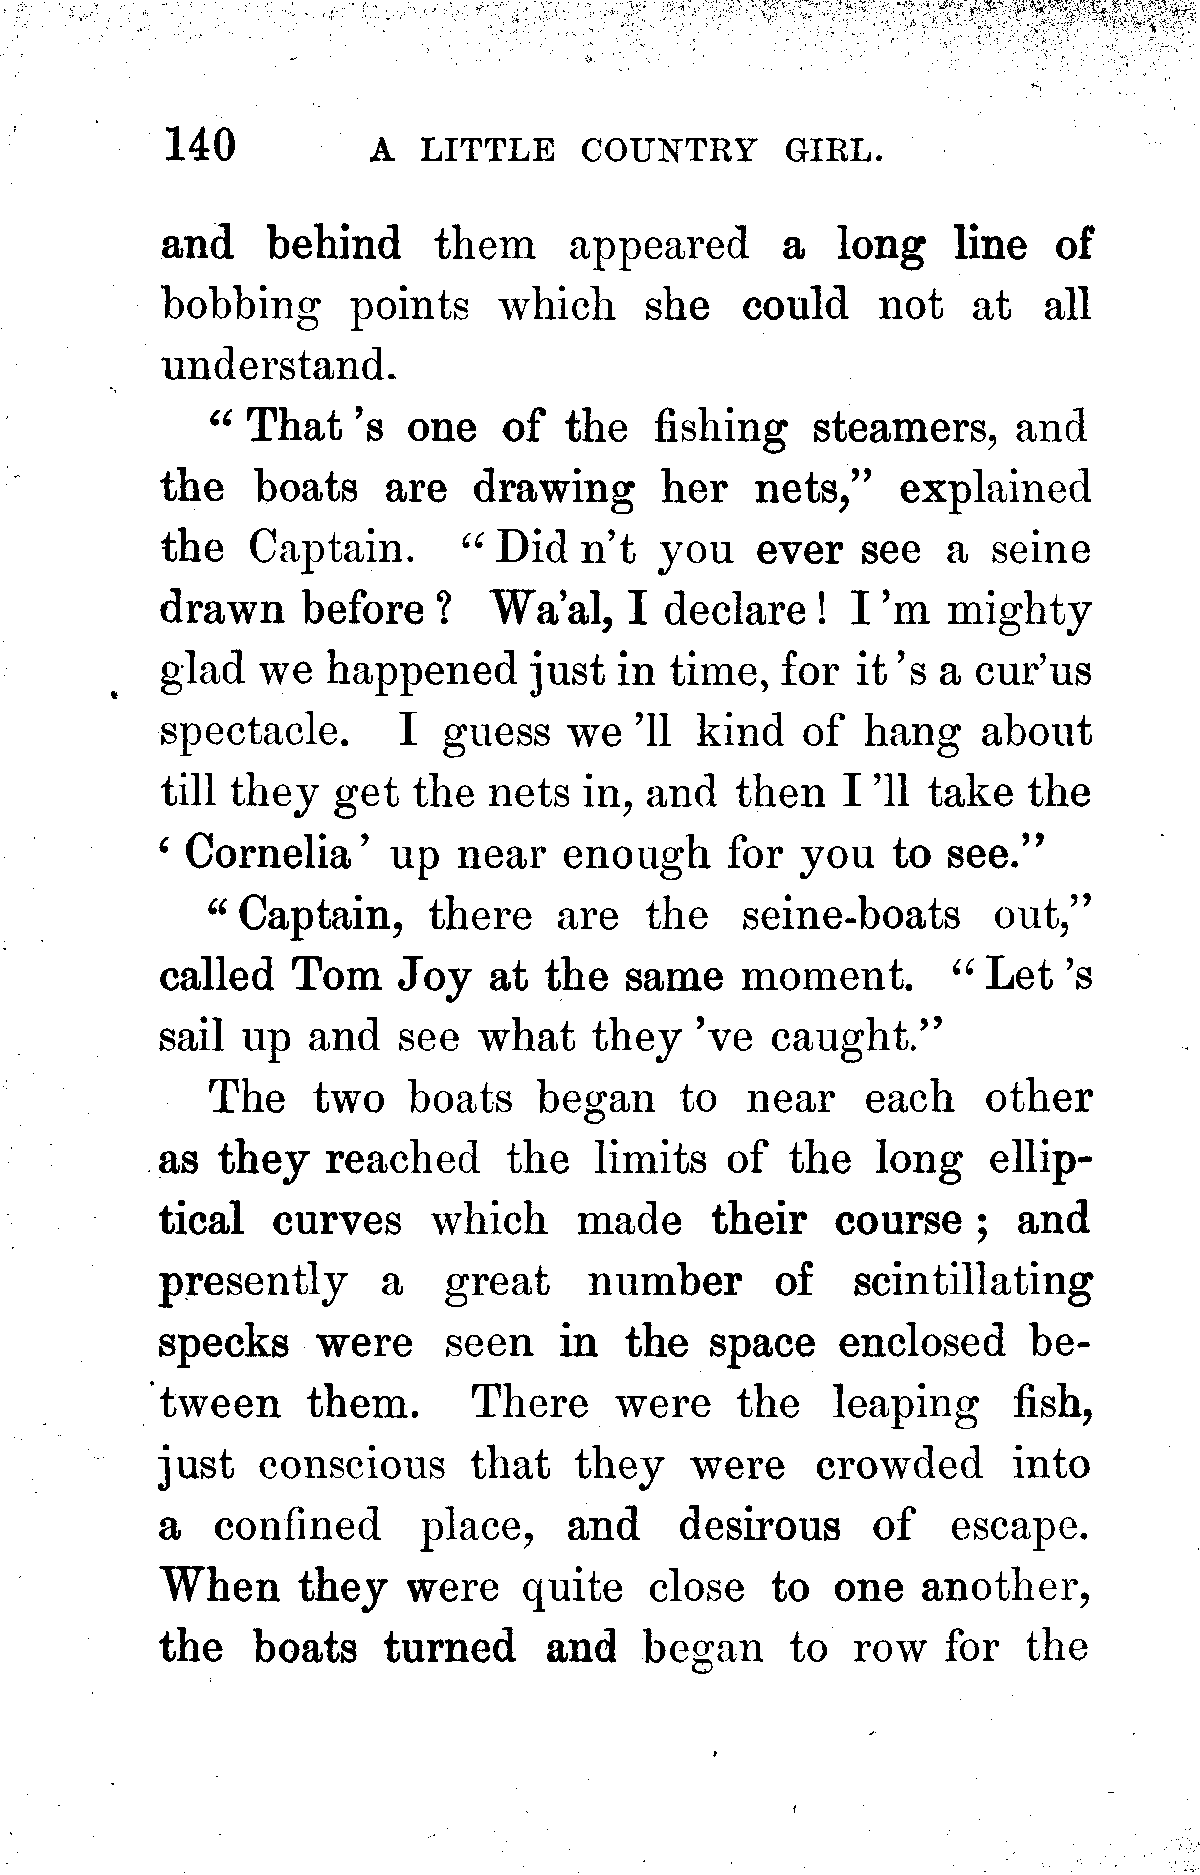 140 A LITTLE COUNTRY GIRL.
and behind them appeared a long line of
bobbing points which she could not at all
understand.
“ That 's one of the fishing steamers, and
the boats are drawing her nets,” explained
the Captain. “ Did n't you ever see a seine
drawn before ? Wa'al, I declare ! I 'm mighty
glad we happened just in time, for it 's a cur'us
spectacle. I guess we 'll kind of hang about
till they get the nets in, and then I 'll take the
‘ Cornelia ’ up near enough for you to see.”
“ Captain, there are the seine-boats out,”
called Tom Joy at the same moment. “ Let 's
sail up and see what they 've caught.”
The two boats began to near each other
as they reached the limits of the long ellip-
tical curves which made their course ; and
presently a great number of scintillating
specks were seen in the space enclosed be-
tween them. There were the leaping fish,
just conscious that they were crowded into
a confined place, and desirous of escape.
When they were quite close to one another,
the boats turned and began to row for the